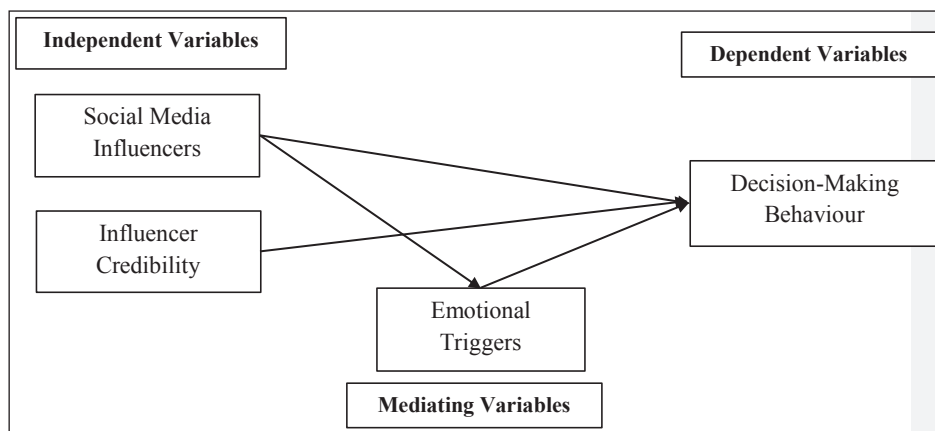 Independent Variables
Dependent Variables
Social Media
Influencers
Decision-Making
Behaviour
Influencer
Credibility
Emotional
Triggers
Mediating Variables